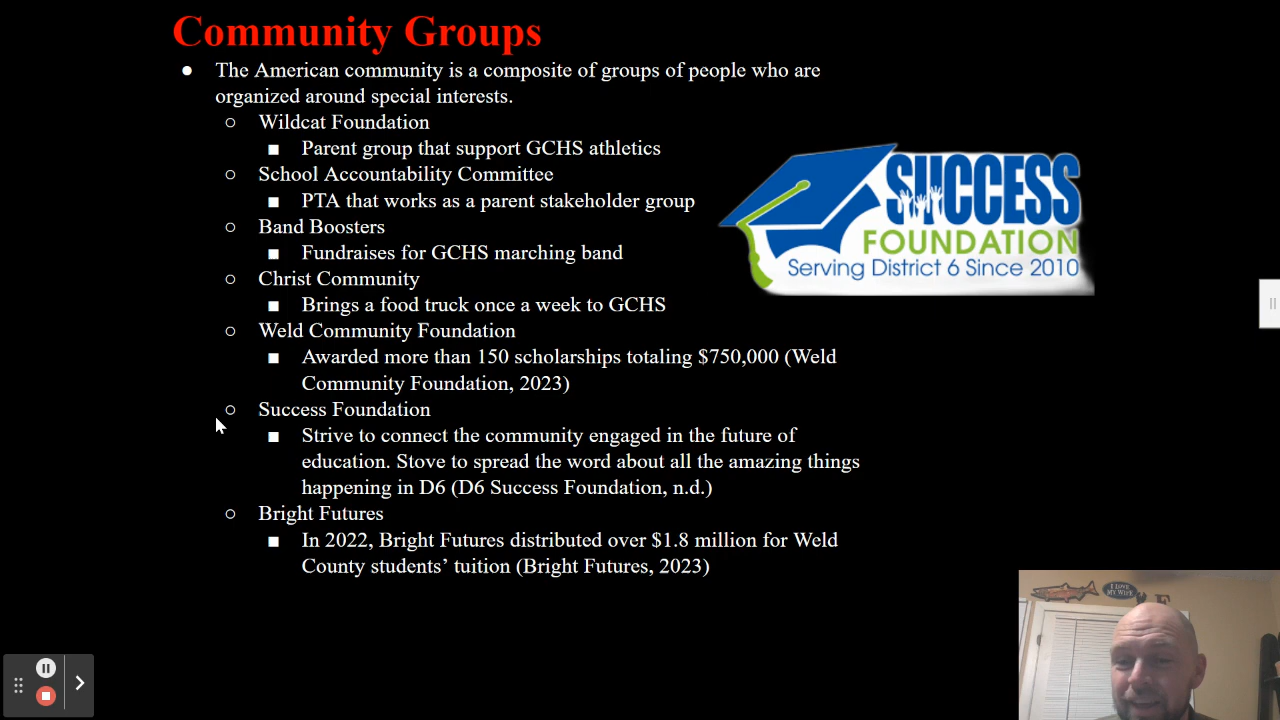 Community Groups
● The American community is a composite of groups of people who are
organized around special interests.
○ Wildcat Foundation
■ Parent group that support GCHS athletics
○ School Accountability Committee
■ PTA that works as a parent stakeholder group
○ Band Boosters
■ Fundraises for GCHS marching band
○ Christ Community
■ Brings a food truck once a week to GCHS
○ Weld Community Foundation
■ Awarded more than 150 scholarships totaling $750,000 (Weld
Community Foundation, 2023)
○ Success Foundation
■ Strive to connect the community engaged in the future of
education. Stove to spread the word about all the amazing things
happening in D6 (D6 Success Foundation, n.d.)
○ Bright Futures
■ In 2022, Bright Futures distributed over $1.8 million for Weld
County students’ tuition (Bright Futures, 2023)
SUCCESS
FOUNDATION
Serving District 6 Since 2010
I LOVE
MY WIFE